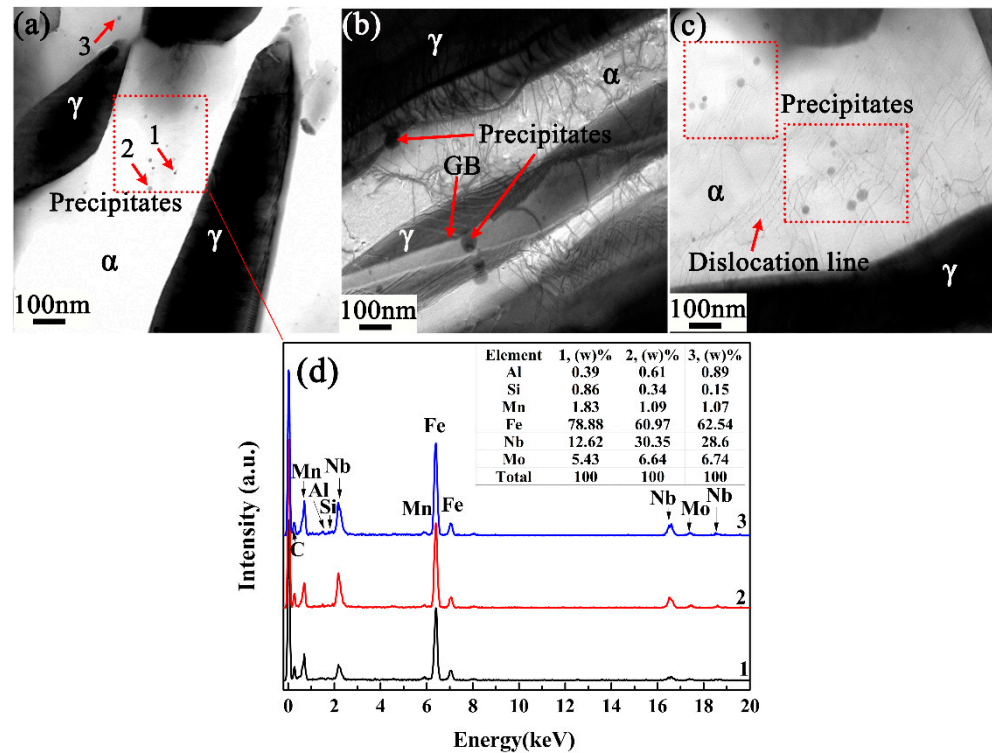 (a)
3
γ
1
2
Precipitates
γ
α
100nm
(b)
γ
α
Precipitates
GB
γ
100nm
(c)
Precipitates
α
Dislocation line
γ
100nm
(d)
Element 1, (w)% 2, (w)% 3, (w)%
Al 0.39 0.61 0.89
Si 0.86 0.34 0.15
Mn 1.83 1.09 1.07
Fe 78.88 60.97 62.54
Nb 12.62 30.35 28.6
Mo 5.43 6.64 6.74
Total 100 100 100
Intensity (a.u.)
Mn
Al
Si
Nb
C
Fe
Mn
Fe
Nb
Mo
Nb
3
2
1
0 2 4 6 8 10 12 14 16 18 20
Energy(keV)